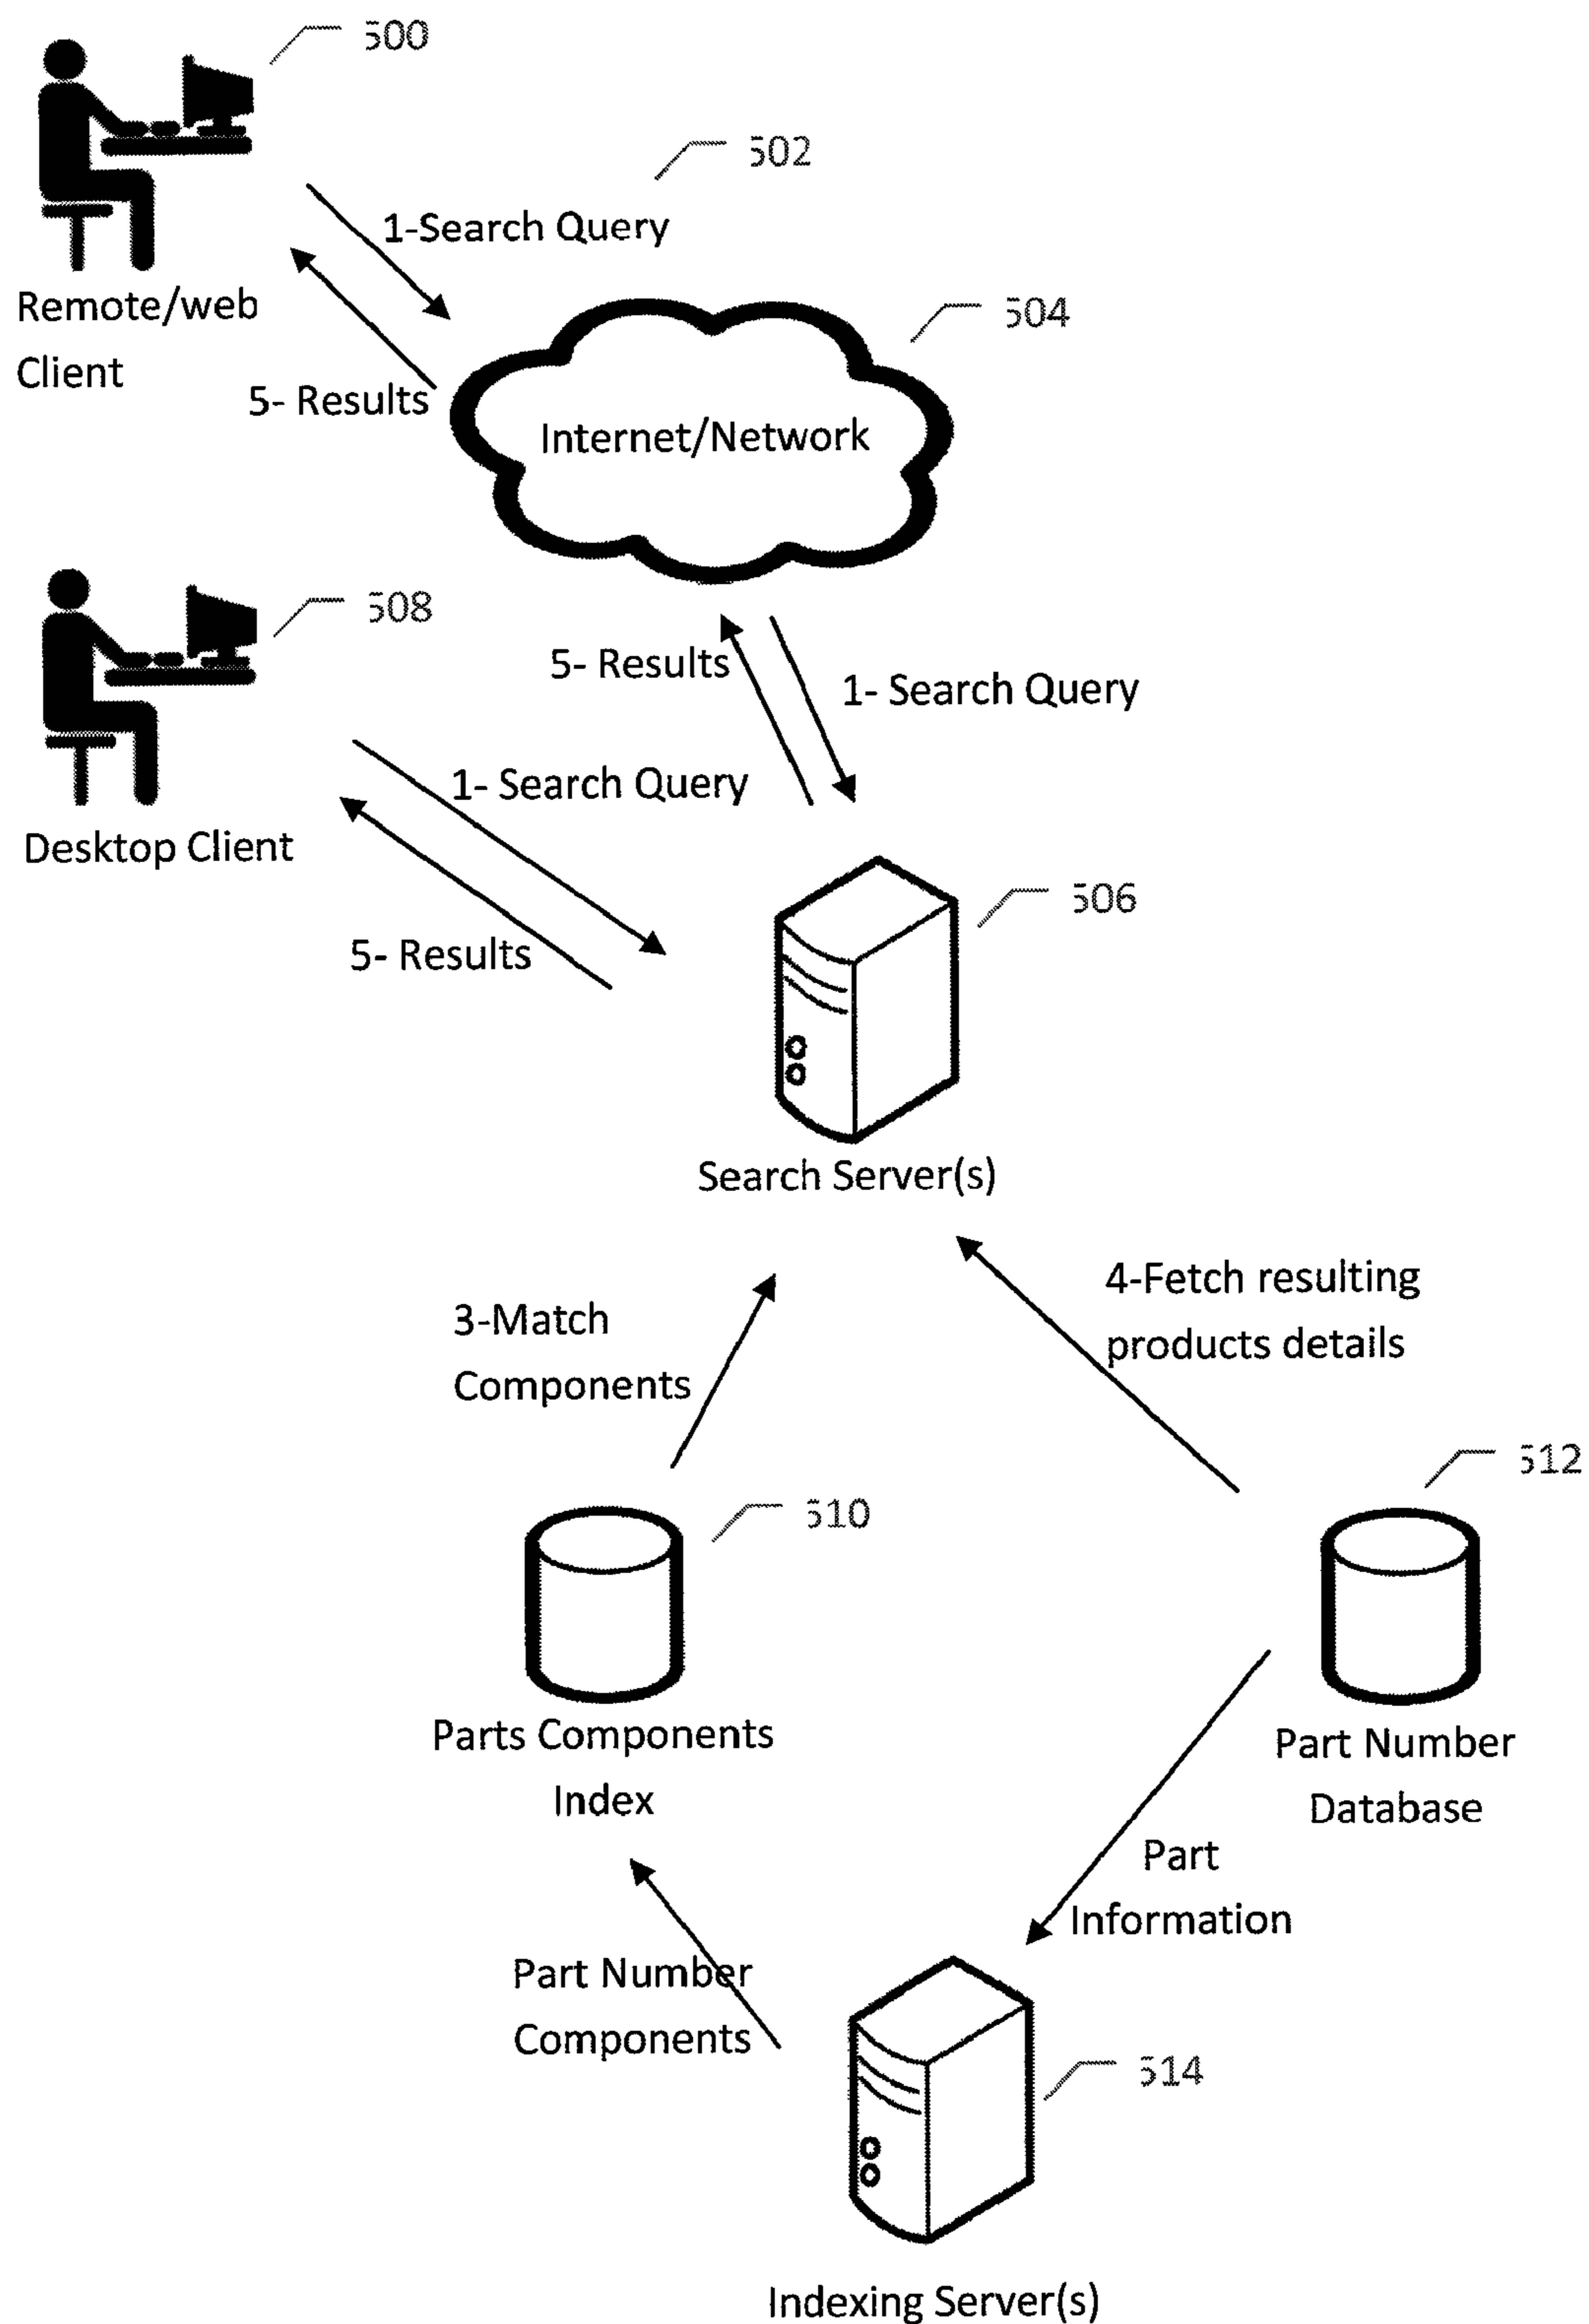 500
502
1-Search Query
Remote/web
Client
504
5- Results
Internet/Network
508
5- Results
1- Search Query
1- Search Query
Desktop Client
506
5- Results
Search Server(s)
4-Fetch resulting
products details
3-Match
Components
512
510
Parts Components
Index
Part Number
Database
Part
Information
Part Number
Components
514
Indexing Server(s)